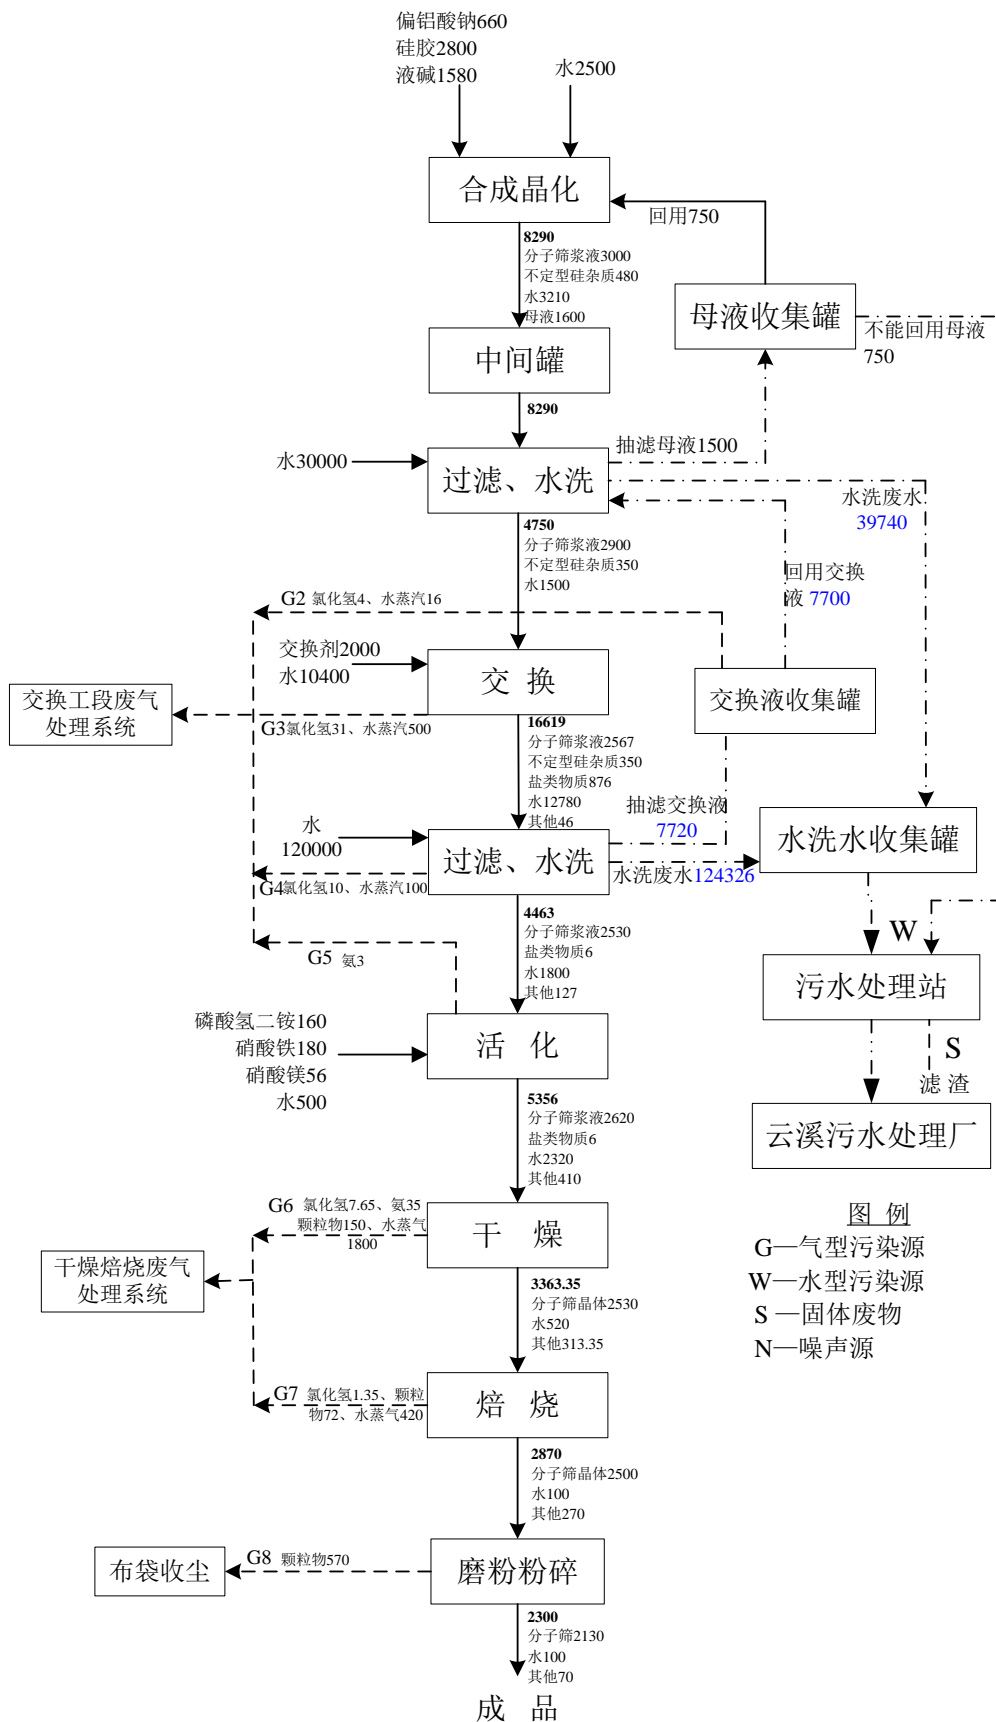 偏铝酸钠660
硅胶2800
液碱1580
水2500
合成晶化
回用750
8290
分子筛浆液3000
不定型硅杂质480
水3210
母液1600
母液收集罐
不能回用母液
750
中间罐
8290
抽滤母液1500
水30000
过滤、水洗
水洗废水
39740
4750
分子筛浆液2900
不定型硅杂质350
水1500
回用交换
液 7700
G2 氯化氢4、水蒸汽16
交换剂2000
水10400
交 换
交换液收集罐
交换工段废气
处理系统
G3氯化氢31、水蒸汽500
16619
分子筛浆液2567
不定型硅杂质350
盐类物质876
水12780
其他46
抽滤交换液
7720
水
120000
过滤、水洗
水洗水收集罐
水洗废水124326
G4氯化氢10、水蒸汽100
4463
分子筛浆液2530
盐类物质6
水1800
其他127
W
G5 氨3
污水处理站
磷酸氢二铵160
硝酸铁180
硝酸镁56
水500
活 化
S
滤 渣
5356
分子筛浆液2620
盐类物质6
水2320
其他410
云溪污水处理厂
G6 氯化氢7.65、氨35
颗粒物150、水蒸气
1800
干 燥
干燥焙烧废气
处理系统
图 例
G—气型污染源
W—水型污染源
S —固体废物
N—噪声源
3363.35
分子筛晶体2530
水520
其他313.35
G7 氯化氢1.35、颗粒
物72、水蒸气420
焙 烧
2870
分子筛晶体2500
水100
其他270
布袋收尘
G8 颗粒物570
磨粉粉碎
2300
分子筛2130
水100
其他70
成 品